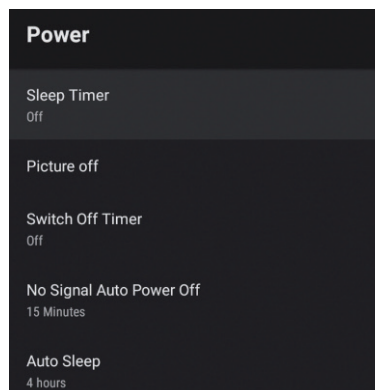 Power
Sleep Timer
Off
Picture off
Switch Off Timer
Off
No Signal Auto Power Off
15 Minutes
Auto Sleep
4 hours